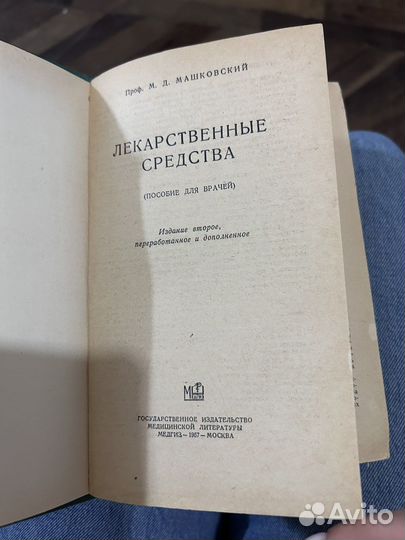 Проф. М. Д. МАШКОВСКИЙ
ЛЕКАРСТВЕННЫЕ
СРЕДСТВА
(ПОСОБИЕ ДЛЯ ВРАЧЕЙ)
Издание второе,
переработанное и дополненное
ГОСУДАРСТВЕННОЕ ИЗДАТЕЛЬСТВО
МЕДИЦИНСКОЙ ЛИТЕРАТУРЫ
МЕДГИЗ—1957—МОСКВА
Avito